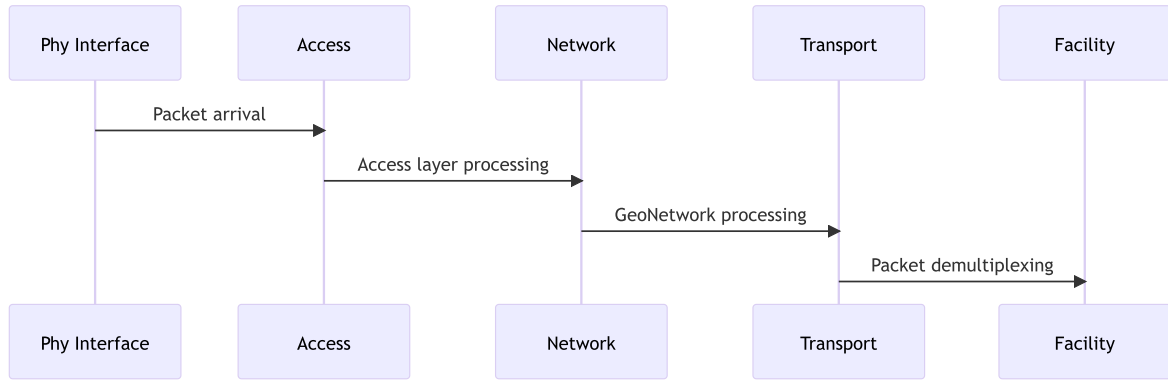 Phy Interface
Access
Network
Transport
Facility
Packet arrival
Access layer processing
GeoNetwork processing
Packet demultiplexing
Phy Interface
Access
Network
Transport
Facility